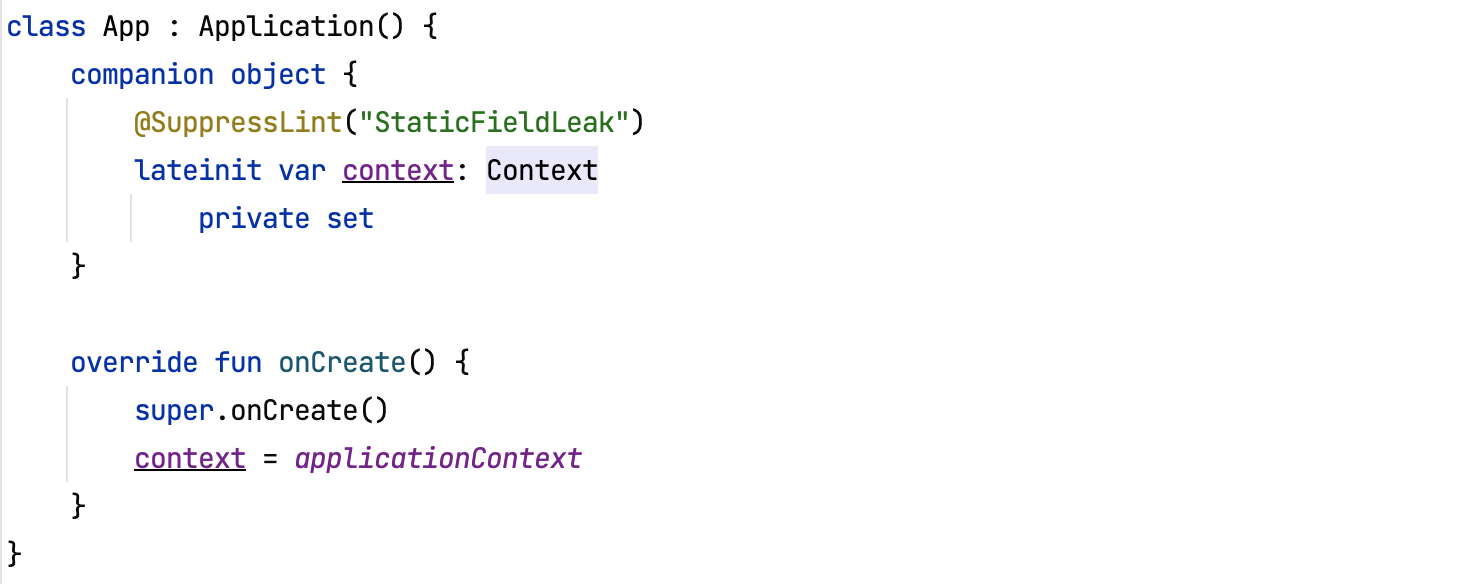 class App : Application() {
    companion object {
        @SuppressLint("StaticFieldLeak")
        lateinit var context: Context
            private set
    }

    override fun onCreate() {
        super.onCreate()
        context = applicationContext
    }
}